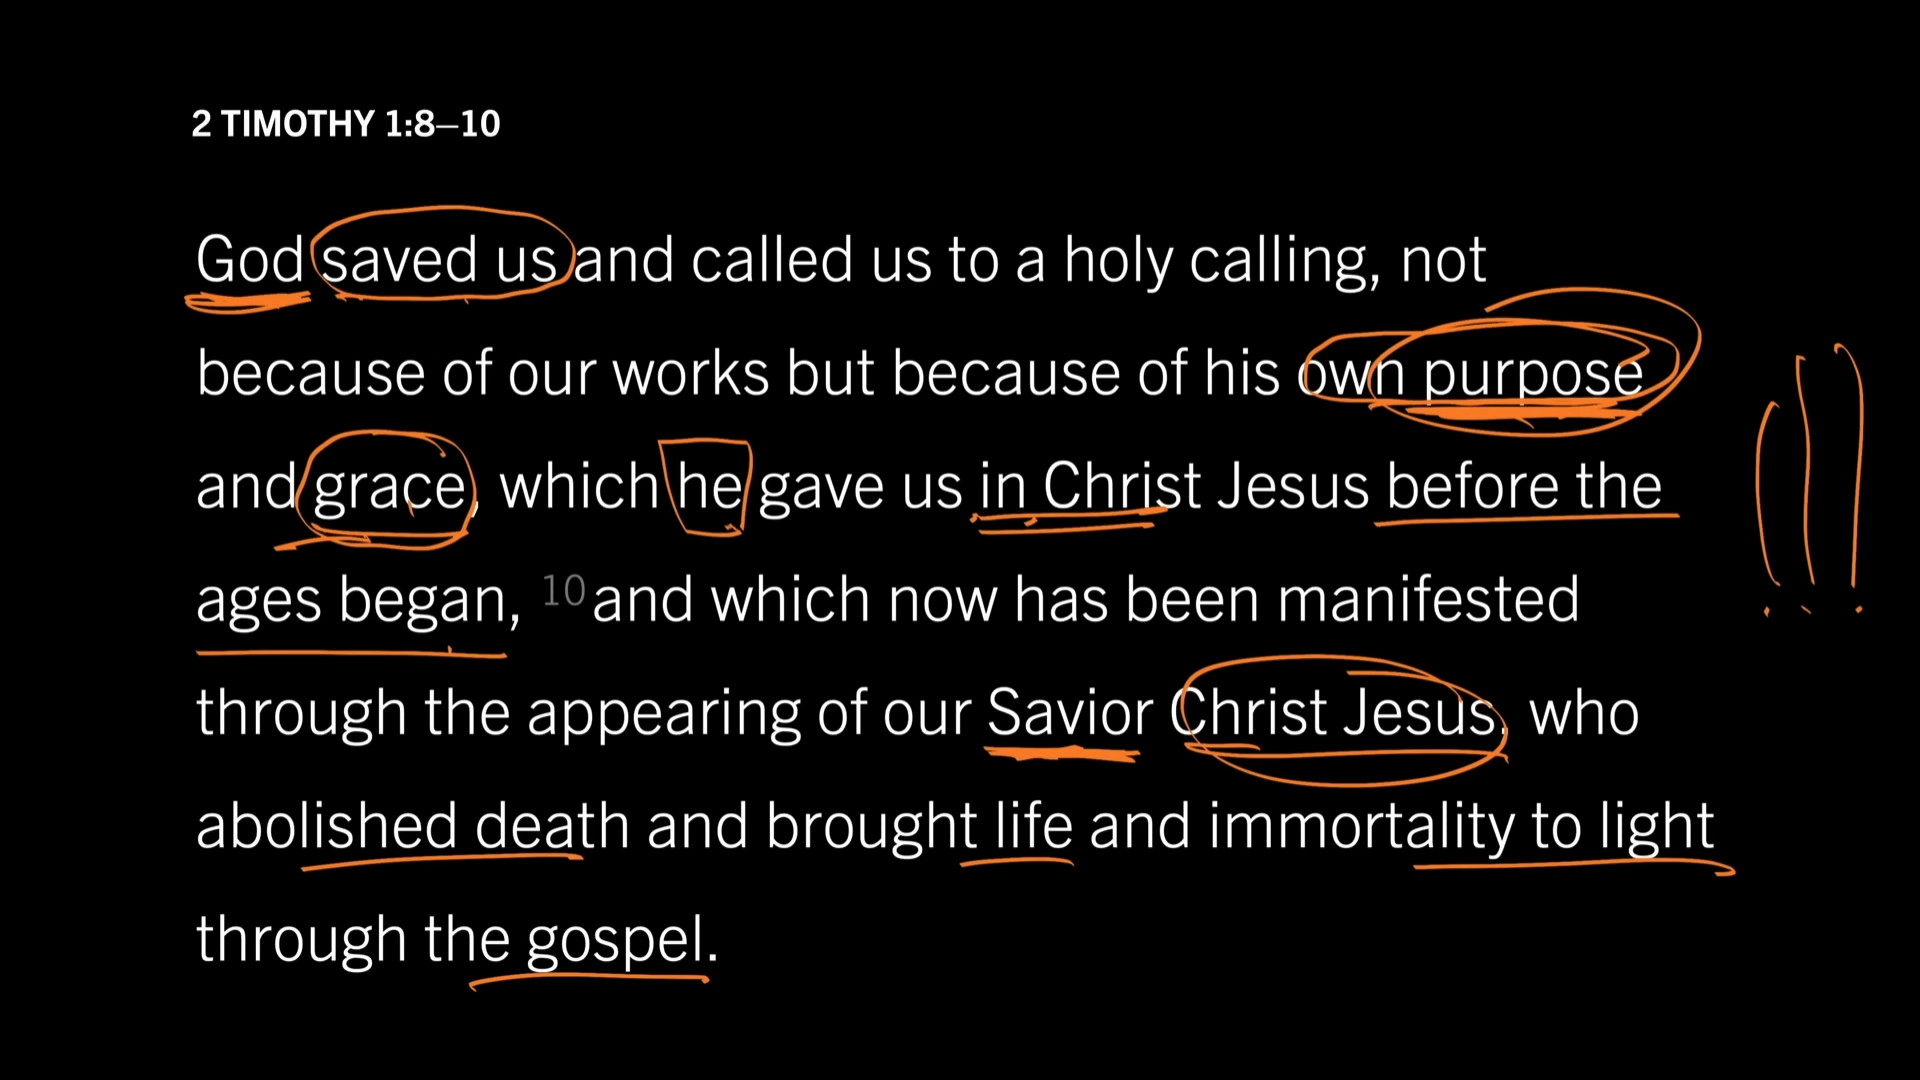 2 TIMOTHY 1:8–10
God saved us and called us to a holy calling, not
because of our works but because of his own purpose
and grace, which he gave us in Christ Jesus before the
ages began, 10 and which now has been manifested
through the appearing of our Savior Christ Jesus, who
abolished death and brought life and immortality to light
through the gospel.
!!!